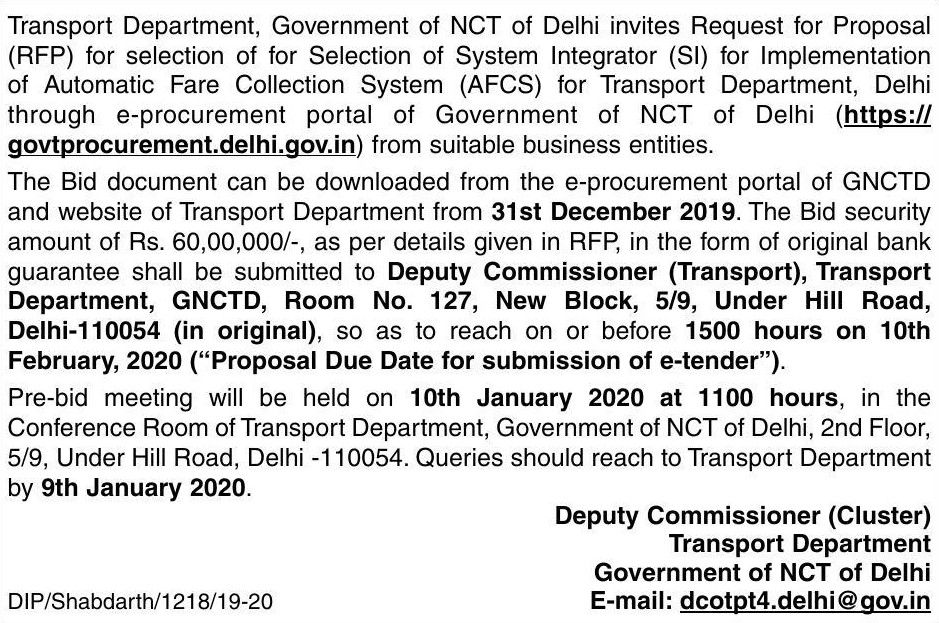 Transport Department, Government of NCT of Delhi invites Request for Proposal
(RFP) for selection of for Selection of System Integrator (SI) for Implementation
of Automatic Fare Collection System (AFCS) for Transport Department, Delhi
through e-procurement portal of Government of NCT of Delhi (https://
govtprocurement.delhi.gov.in) from suitable business entities.
The Bid document can be downloaded from the e-procurement portal of GNCTD
and website of Transport Department from 31st December 2019. The Bid security
amount of Rs. 60,00,000/-, as per details given in RFP, in the form of original bank
guarantee shall be submitted to Deputy Commissioner (Transport), Transport
Department, GNCTD, Room No. 127, New Block, 5/9, Under Hill Road,
Delhi-110054 (in original), so as to reach on or before 1500 hours on 10th
February, 2020 (“Proposal Due Date for submission of e-tender”).
Pre-bid meeting will be held on 10th January 2020 at 1100 hours, in the
Conference Room of Transport Department, Government of NCT of Delhi, 2nd Floor,
5/9, Under Hill Road, Delhi -110054. Queries should reach to Transport Department
by 9th January 2020.
Deputy Commissioner (Cluster)
Transport Department
Government of NCT of Delhi
DIP/Shabdarth/1218/19-20 E-mail: dcotpt4.delhi@gov.in